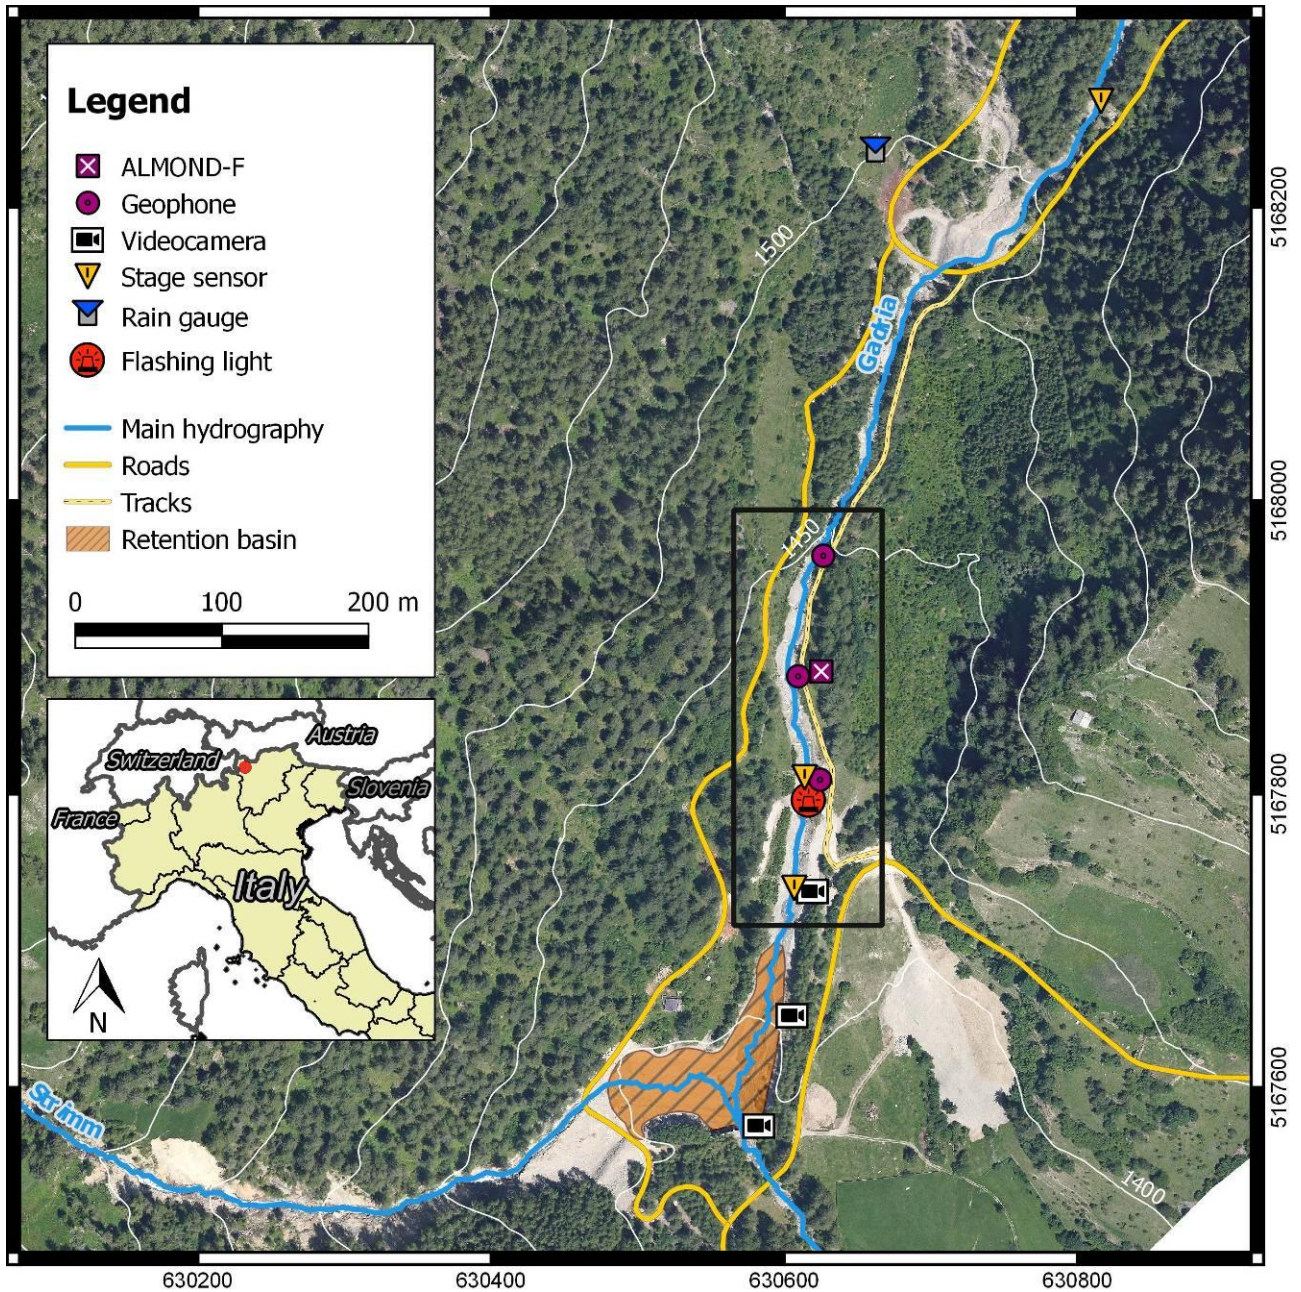 Legend
ALMOND-F
Geophone
Videocamera
Stage sensor
Rain gauge
Flashing light
Main hydrography
Roads
Tracks
Retention basin
0 100 200 m
Switzerland
Austria
Slovenia
France
Italy
N
1500
Gadria
1450
Strimm
1400
5168200
5168000
5167800
5167600
630200 630400 630600 630800